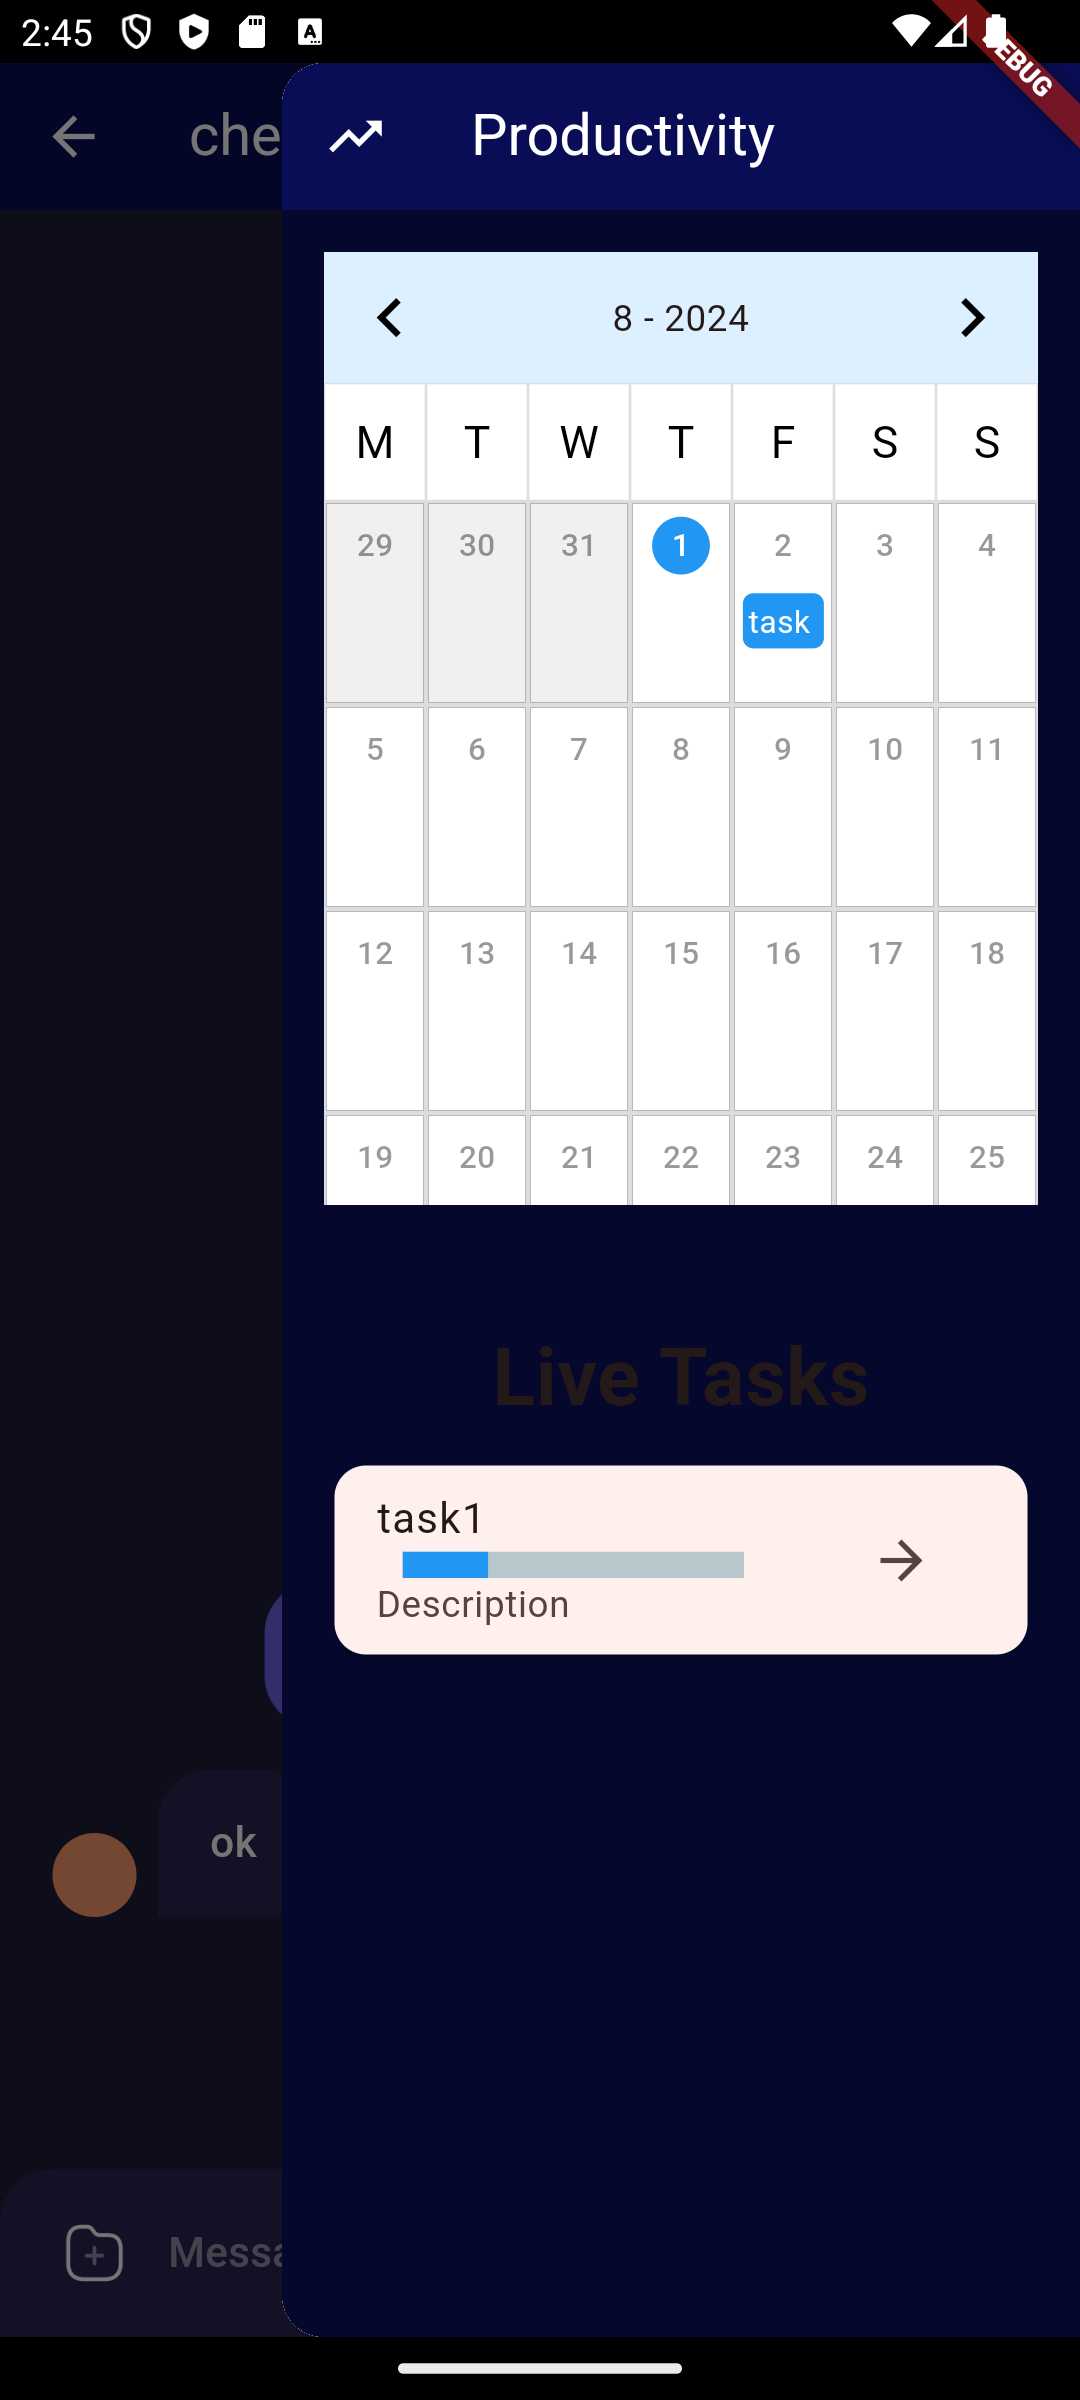 2:45
EBUG
che
Productivity
8 - 2024
M T W T F S S
29 30 31 1 2 3 4
task
5 6 7 8 9 10 11
12 13 14 15 16 17 18
19 20 21 22 23 24 25
Live Tasks
task1
Description
ok
Messa